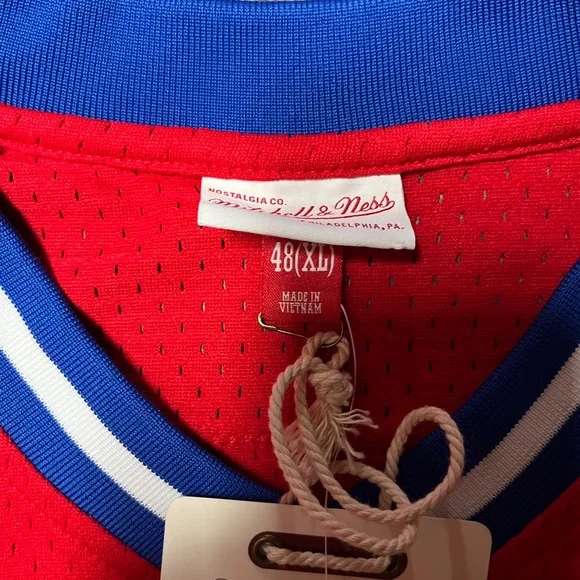 NOSTALGIA CO.
Mitchell & Ness
PHILADELPHIA, PA.
48(XL)
MADE IN
VIETNAM